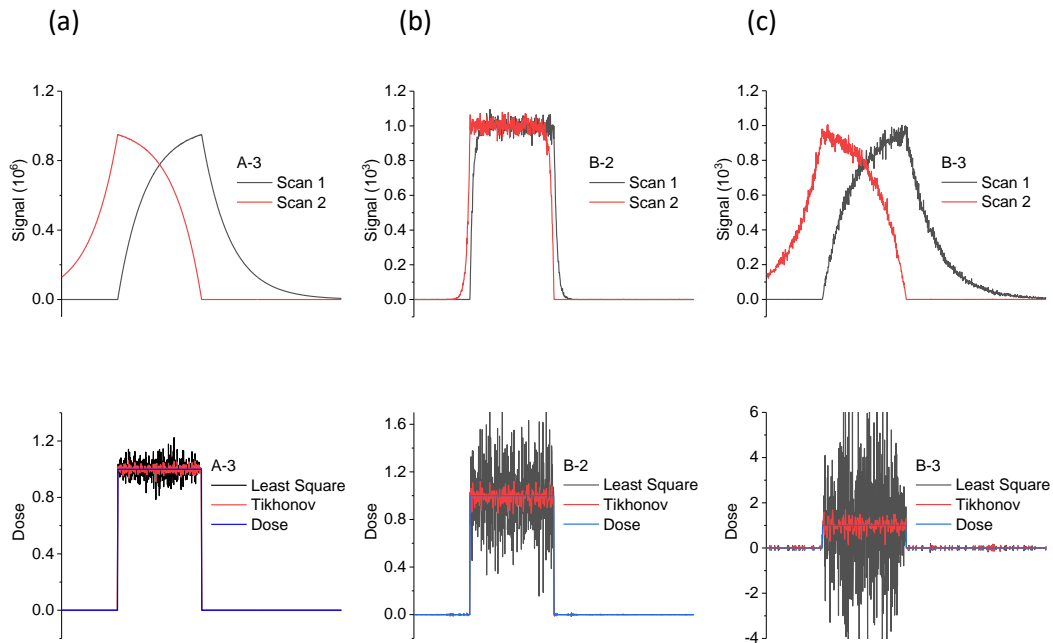 (a)
(b)
(c)
1.2
0.8
0.4
0.0
Signal (10⁶)
A-3
Scan 1
Scan 2
1.2
1.0
0.8
0.6
0.4
0.2
0.0
Signal (10³)
B-2
Scan 1
Scan 2
1.2
1.0
0.8
0.6
0.4
0.2
0.0
Signal (10³)
B-3
Scan 1
Scan 2
1.2
0.8
0.4
0.0
Dose
A-3
Least Square
Tikhonov
Dose
1.6
1.2
0.8
0.4
0.0
Dose
B-2
Least Square
Tikhonov
Dose
6
4
2
0
-2
-4
Dose
B-3
Least Square
Tikhonov
Dose